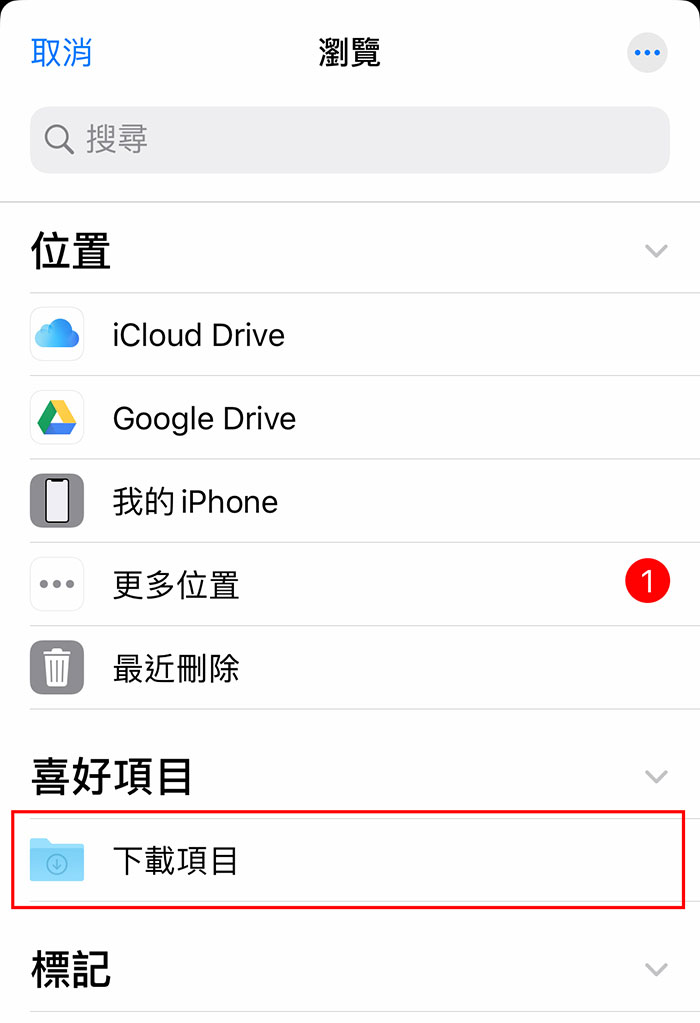 取消
瀏覽
搜尋
位置
iCloud Drive
Google Drive
我的 iPhone
更多位置
1
最近刪除
喜好項目
下載項目
標記